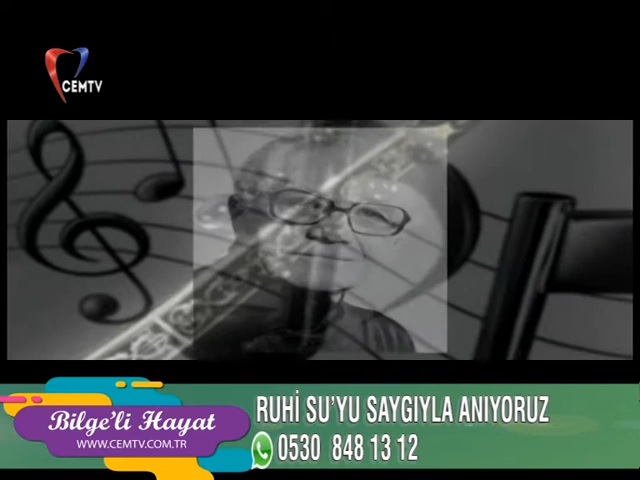 CEMTV
RUHİ SU'YU SAYGIYLA ANIYORUZ
Bilge'li Hayat
WWW.CEMTV.COM.TR
0530 848 13 12